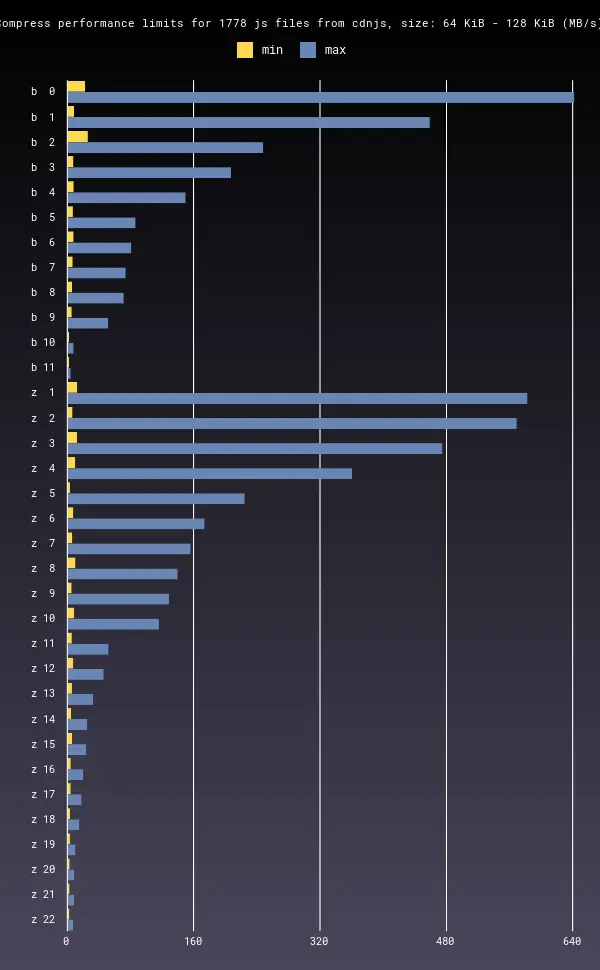 Compress performance limits for 1778 js files from cdnjs, size: 64 KiB - 128 KiB (MB/s)
min max
b 0
b 1
b 2
b 3
b 4
b 5
b 6
b 7
b 8
b 9
b 10
b 11
z 1
z 2
z 3
z 4
z 5
z 6
z 7
z 8
z 9
z 10
z 11
z 12
z 13
z 14
z 15
z 16
z 17
z 18
z 19
z 20
z 21
z 22
0 160 320 480 640